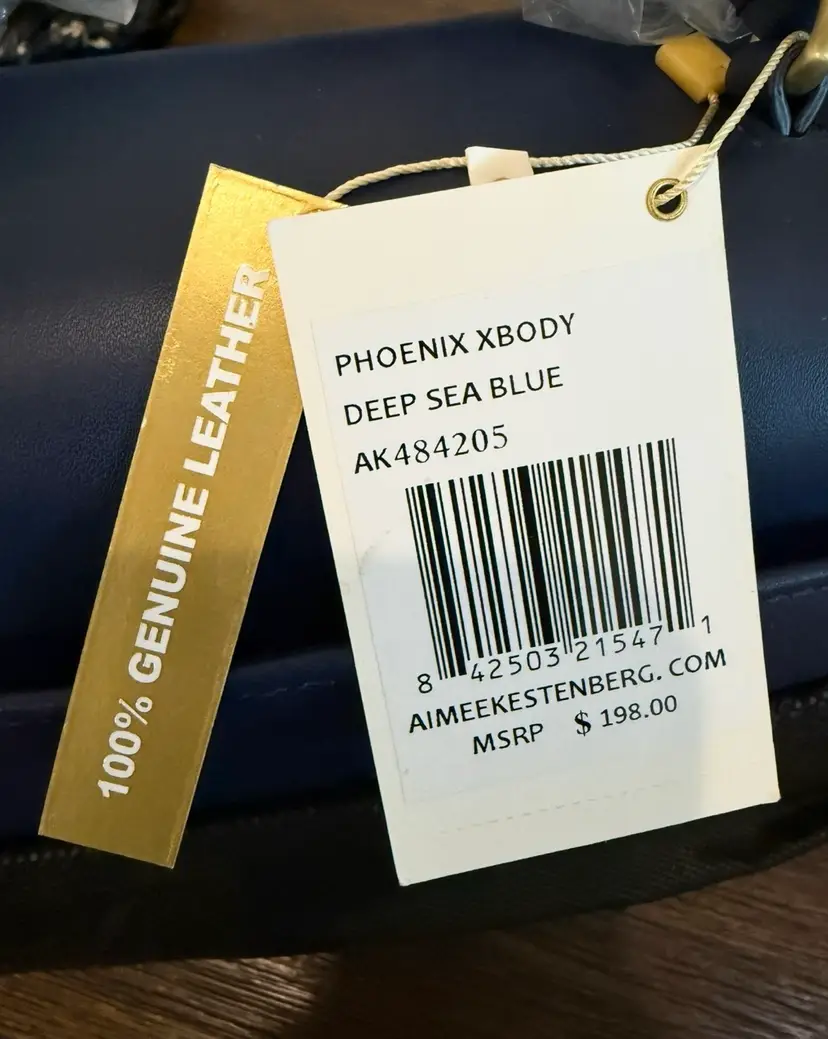 100% GENUINE LEATHER
PHOENIX XBODY
DEEP SEA BLUE
AK484205
8 42503 21547 1
AIMEEKESTENBERG. COM
MSRP $ 198.00